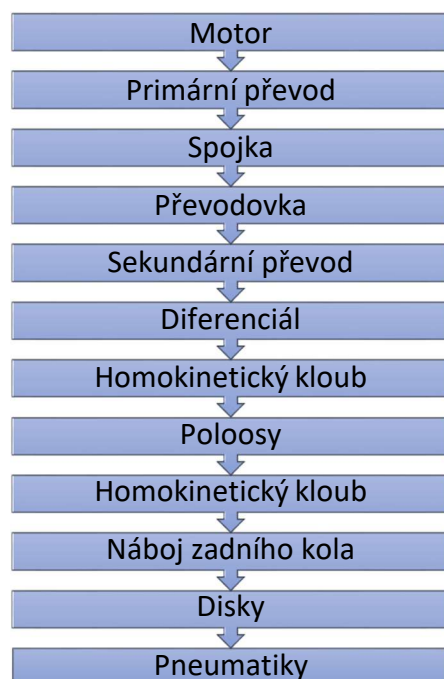 Motor
Primární převod
Spojka
Převodovka
Sekundární převod
Diferenciál
Homokinetický kloub
Poloosy
Homokinetický kloub
Náboj zadního kola
Disky
Pneumatiky